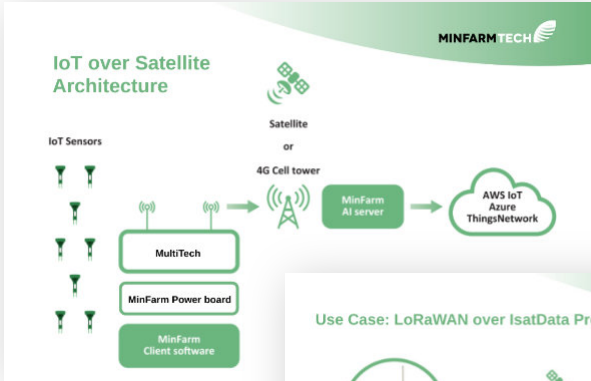 MINFARMTECH
IoT over Satellite
Architecture
Satellite
or
4G Cell tower
IoT Sensors
MultiTech
MinFarm Power board
MinFarm
Client software
MinFarm
AI server
AWS IoT
Azure
ThingsNetwork
Use Case: LoRaWAN over IsatData Pr